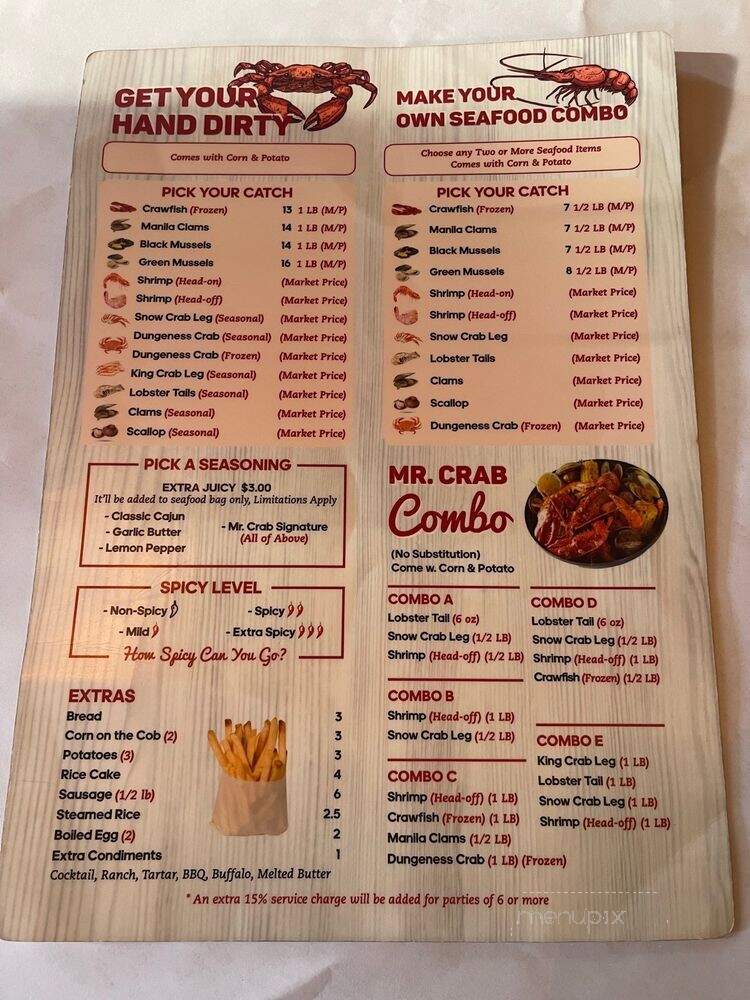 GET YOUR
HAND DIRTY
Comes with Corn & Potato
PICK YOUR CATCH
Crawfish (Frozen) 13 1 LB (M/P)
Manila Clams 14 1 LB (M/P)
Black Mussels 14 1 LB (M/P)
Green Mussels 16 1 LB (M/P)
Shrimp (Head-on) (Market Price)
Shrimp (Head-off) (Market Price)
Snow Crab Leg (Seasonal) (Market Price)
Dungeness Crab (Seasonal) (Market Price)
Dungeness Crab (Frozen) (Market Price)
King Crab Leg (Seasonal) (Market Price)
Lobster Tails (Seasonal) (Market Price)
Clams (Seasonal) (Market Price)
Scallop (Seasonal) (Market Price)
PICK A SEASONING
EXTRA JUICY $3.00
It'll be added to seafood bag only, Limitations Apply
- Classic Cajun
- Garlic Butter
- Lemon Pepper
- Mr. Crab Signature
(All of Above)
SPICY LEVEL
- Non-Spicy
- Spicy
- Mild
- Extra Spicy
How Spicy Can You Go?
EXTRAS
Bread 3
Corn on the Cob (2) 3
Potatoes (3) 3
Rice Cake 4
Sausage (1/2 lb) 6
Steamed Rice 2.5
Boiled Egg (2) 2
Extra Condiments 1
Cocktail, Ranch, Tartar, BBQ, Buffalo, Melted Butter
MAKE YOUR
OWN SEAFOOD COMBO
Choose any Two or More Seafood Items
Comes with Corn & Potato
PICK YOUR CATCH
Crawfish (Frozen) 7 1/2 LB (M/P)
Manila Clams 7 1/2 LB (M/P)
Black Mussels 7 1/2 LB (M/P)
Green Mussels 8 1/2 LB (M/P)
Shrimp (Head-on) (Market Price)
Shrimp (Head-off) (Market Price)
Snow Crab Leg (Market Price)
Lobster Tails (Market Price)
Clams (Market Price)
Scallop (Market Price)
Dungeness Crab (Frozen) (Market Price)
MR. CRAB
Combo
(No Substitution)
Come w. Corn & Potato
COMBO A
Lobster Tail (6 oz)
Snow Crab Leg (1/2 LB)
Shrimp (Head-off) (1/2 LB)
COMBO B
Shrimp (Head-off) (1 LB)
Snow Crab Leg (1/2 LB)
COMBO C
Shrimp (Head-off) (1 LB)
Crawfish (Frozen) (1 LB)
Manila Clams (1/2 LB)
Dungeness Crab (1 LB) (Frozen)
COMBO D
Lobster Tail (6 oz)
Snow Crab Leg (1/2 LB)
Shrimp (Head-off) (1 LB)
Crawfish (Frozen) (1/2 LB)
COMBO E
King Crab Leg (1 LB)
Lobster Tail (1 LB)
Snow Crab Leg (1 LB)
Shrimp (Head-off) (1 LB)
* An extra 15% service charge will be added for parties of 6 or more
menupix